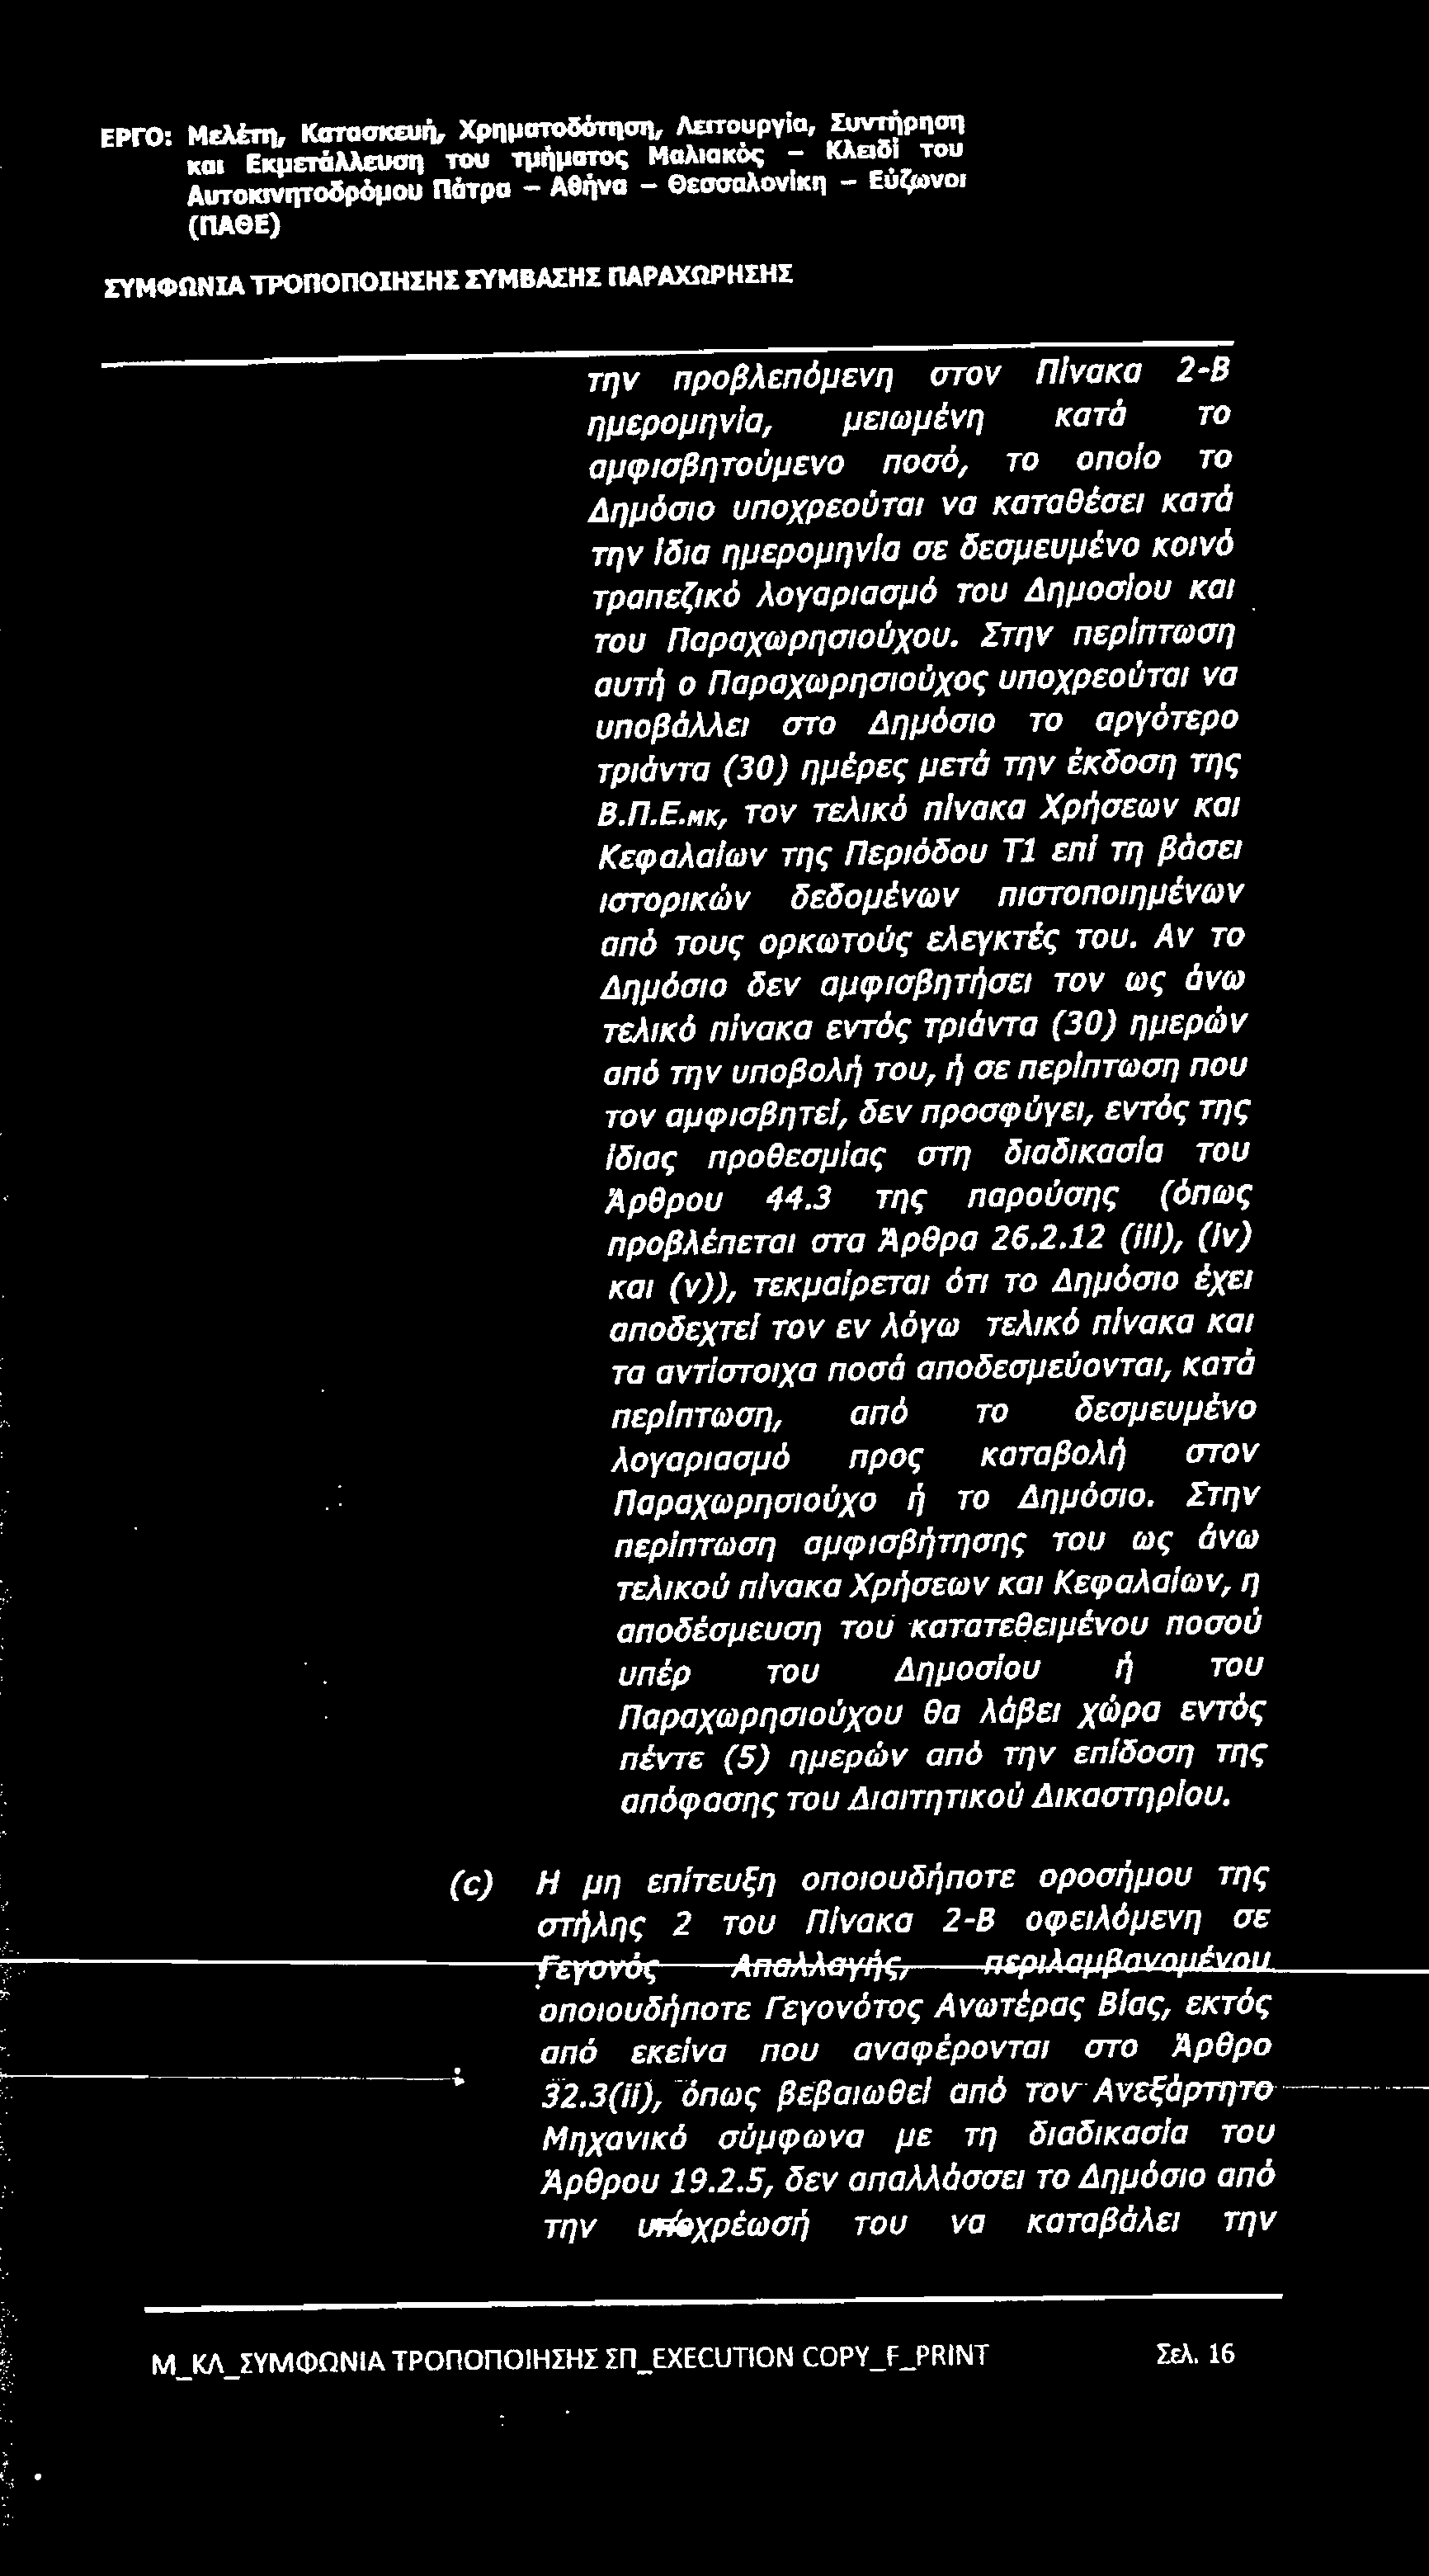 ΕΡΓΟ: Μελέτη, Κατασκευή, Χρηματοδότηση, Λειτουργία, Συντήρηση
και Εκμετάλλευση του τμήματος Μαλιακός – Κλειδί του
Αυτοκινητοδρόμου Πάτρα – Αθήνα – Θεσσαλονίκη – Εύζωνοι
(ΠΑΘΕ)
ΣΥΜΦΩΝΙΑ ΤΡΟΠΟΠΟΙΗΣΗΣ ΣΥΜΒΑΣΗΣ ΠΑΡΑΧΩΡΗΣΗΣ
την προβλεπόμενη στον Πίνακα 2-Β
ημερομηνία, μειωμένη κατά το
αμφισβητούμενο ποσό, το οποίο το
Δημόσιο υποχρεούται να καταθέσει κατά
την ίδια ημερομηνία σε δεσμευμένο κοινό
τραπεζικό λογαριασμό του Δημοσίου και
του Παραχωρησιούχου. Στην περίπτωση
αυτή ο Παραχωρησιούχος υποχρεούται να
υποβάλλει στο Δημόσιο το αργότερο
τριάντα (30) ημέρες μετά την έκδοση της
Β.Π.Ε.ΜΚ, τον τελικό πίνακα Χρήσεων και
Κεφαλαίων της Περιόδου Τ1 επί τη βάσει
ιστορικών δεδομένων πιστοποιημένων
από τους ορκωτούς ελεγκτές του. Αν το
Δημόσιο δεν αμφισβητήσει τον ως άνω
τελικό πίνακα εντός τριάντα (30) ημερών
από την υποβολή του, ή σε περίπτωση που
τον αμφισβητεί, δεν προσφύγει, εντός της
ίδιας προθεσμίας στη διαδικασία του
Άρθρου 44.3 της παρούσης (όπως
προβλέπεται στα Άρθρα 26.2.12 (iii), (iv)
και (v)), τεκμαίρεται ότι το Δημόσιο έχει
αποδεχτεί τον εν λόγω τελικό πίνακα και
τα αντίστοιχα ποσά αποδεσμεύονται, κατά
περίπτωση, από το δεσμευμένο
λογαριασμό προς καταβολή στον
Παραχωρησιούχο ή το Δημόσιο. Στην
περίπτωση αμφισβήτησης του ως άνω
τελικού πίνακα Χρήσεων και Κεφαλαίων, η
αποδέσμευση του κατατεθειμένου ποσού
υπέρ του Δημοσίου ή του
Παραχωρησιούχου θα λάβει χώρα εντός
πέντε (5) ημερών από την επίδοση της
απόφασης του Διαιτητικού Δικαστηρίου.
(c) Η μη επίτευξη οποιουδήποτε οροσήμου της
στήλης 2 του Πίνακα 2-Β οφειλόμενη σε
Γεγονός Απαλλαγής, περιλαμβανομένου
οποιουδήποτε Γεγονότος Ανωτέρας Βίας, εκτός
από εκείνα που αναφέρονται στο Άρθρο
32.3(ii), όπως βεβαιωθεί από τον Ανεξάρτητο
Μηχανικό σύμφωνα με τη διαδικασία του
Άρθρου 19.2.5, δεν απαλλάσσει το Δημόσιο από
την υποχρέωσή του να καταβάλει την
Μ_ΚΛ_ΣΥΜΦΩΝΙΑ ΤΡΟΠΟΠΟΙΗΣΗΣ ΣΠ_EXECUTION COPY_F_PRINT Σελ. 16